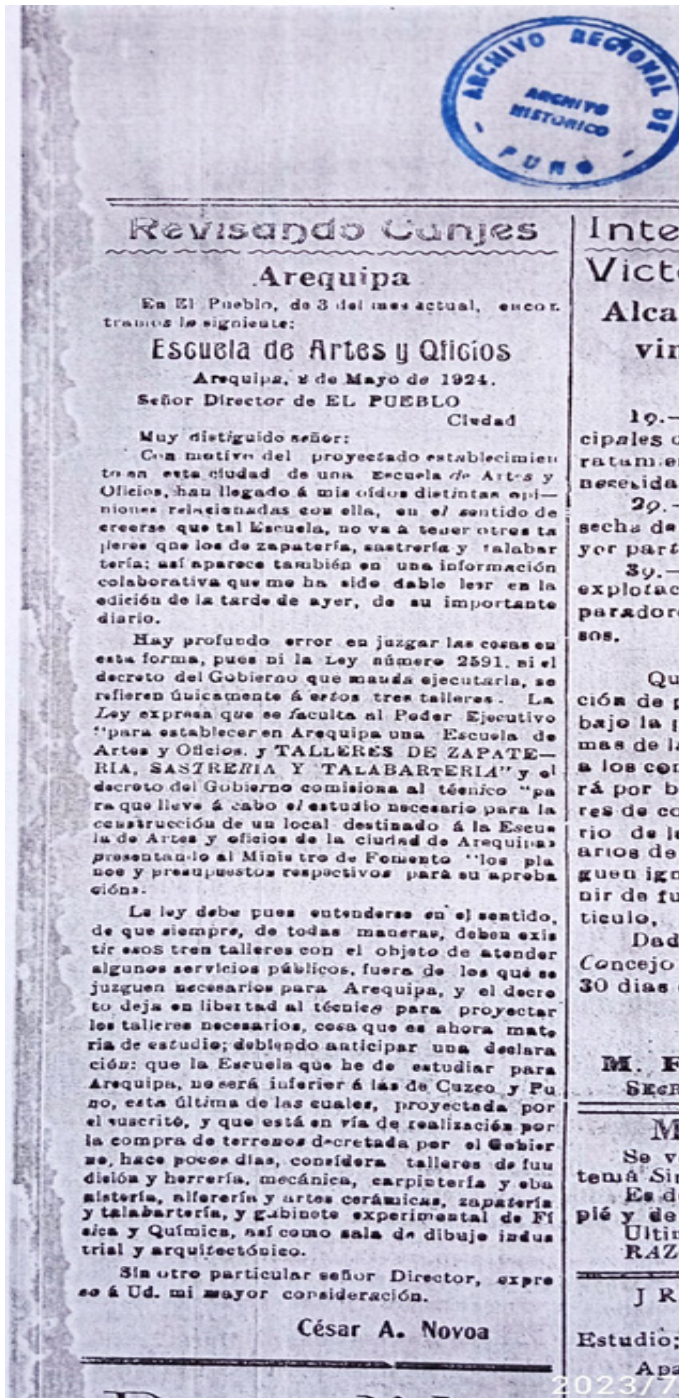 ARCHIVO REGIONAL DE
ARCHIVO
HISTORICO
- PUNO -
Revisando Canjes
Arequipa
En El Pueblo, de 3 del mes actual, encon
tramos lo siguiente:
Escuela de Artes y Oficios
Arequipa, 2 de Mayo de 1924.
Señor Director de EL PUEBLO
Ciudad
Muy distiguido señor:
Con motivo del proyectado establecimien
to en esta ciudad de una Escuela de Artes y
Oficios, han llegado á mis oídos distintas opi-
niones relacionadas con ella, en el sentido de
creerse que tal Escuela, no va á tener otros ta
lleres que los de zapatería, sastrería y talabar
tería; así aparece también en una información
colaborativa que me ha sido dable leer en la
edición de la tarde de ayer, de su importante
diario.
Hay profundo error en juzgar las cosas en
esta forma, pues ni la Ley número 2591. ni el
decreto del Gobierno que manda ejecutarla, se
refieren únicamente á estos tres talleres. La
Ley expresa que se faculta al Poder Ejecutivo
"para establecer en Arequipa una Escuela de
Artes y Oficios. y TALLERES DE ZAPATE—
RIA, SASTRERIA Y TALABARTERIA" y el
decreto del Gobierno comisiona al técnico "pa
ra que lleve á cabo el estudio necesario para la
construcción de un local destinado á la Escue
la de Artes y oficios de la ciudad de Arequipa,
presentando al Ministro de Fomento "los pla
nos y presupuestos respectivos para su aproba
ción».
La ley debe pues entenderse en el sentido,
de que siempre, de todas maneras, deben exis
tir esos tren talleres con el objeto de atender
algunos servicios públicos, fuera de los qué se
juzguen necesarios para Arequipa, y el decre
to deja en libertad al técnico para proyectar
los talleres necesarios, cosa que es ahora mate
ria de estudio; debiendo anticipar una declara
ción: que la Escuela que he de estudiar para
Arequipa, no será inferior á las de Cuzco y Pu
no, esta última de las cuales, proyectada por
el suscrito, y que está en vía de realización por
la compra de terrenos decretada por el Gobier
no, hace pocos días, considera talleres de fun
disión y herrería, mecánica, carpintería y eba
nistería, alferería y artes cerámicas, zapatería
y talabartería, y gabinete experimental de Fí
sica y Química, así como sala de dibujo indus
trial y arquitectónico.
Sin otro particular señor Director, expre
so á Ud. mi mayor consideración.
César A. Novoa
Inte
Victo
Alca
vin
19.—
cipales o
ratamie
necesida
29.—
secha de
yor part
39.—
explotac
paradore
sos.
Qu
ción de p
bajo la p
mas de la
a los con
rá por b
res de co
rio de le
arios de
guen ign
nir de fu
ticulo,
Dad
Concejo
30 dias
M. F
SECR
M
Se v
temá Sin
Es de
pié y de
Ultim
RAZ
J R
Estudio;
Apa
2023/7